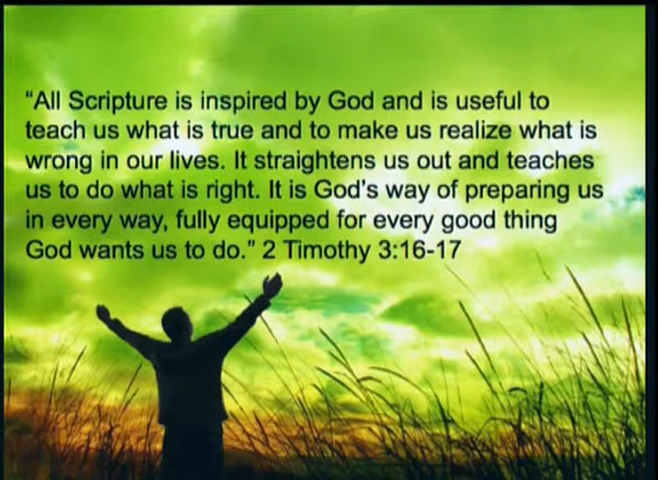 “All Scripture is inspired by God and is useful to
teach us what is true and to make us realize what is
wrong in our lives. It straightens us out and teaches
us to do what is right. It is God’s way of preparing us
in every way, fully equipped for every good thing
God wants us to do.” 2 Timothy 3:16-17